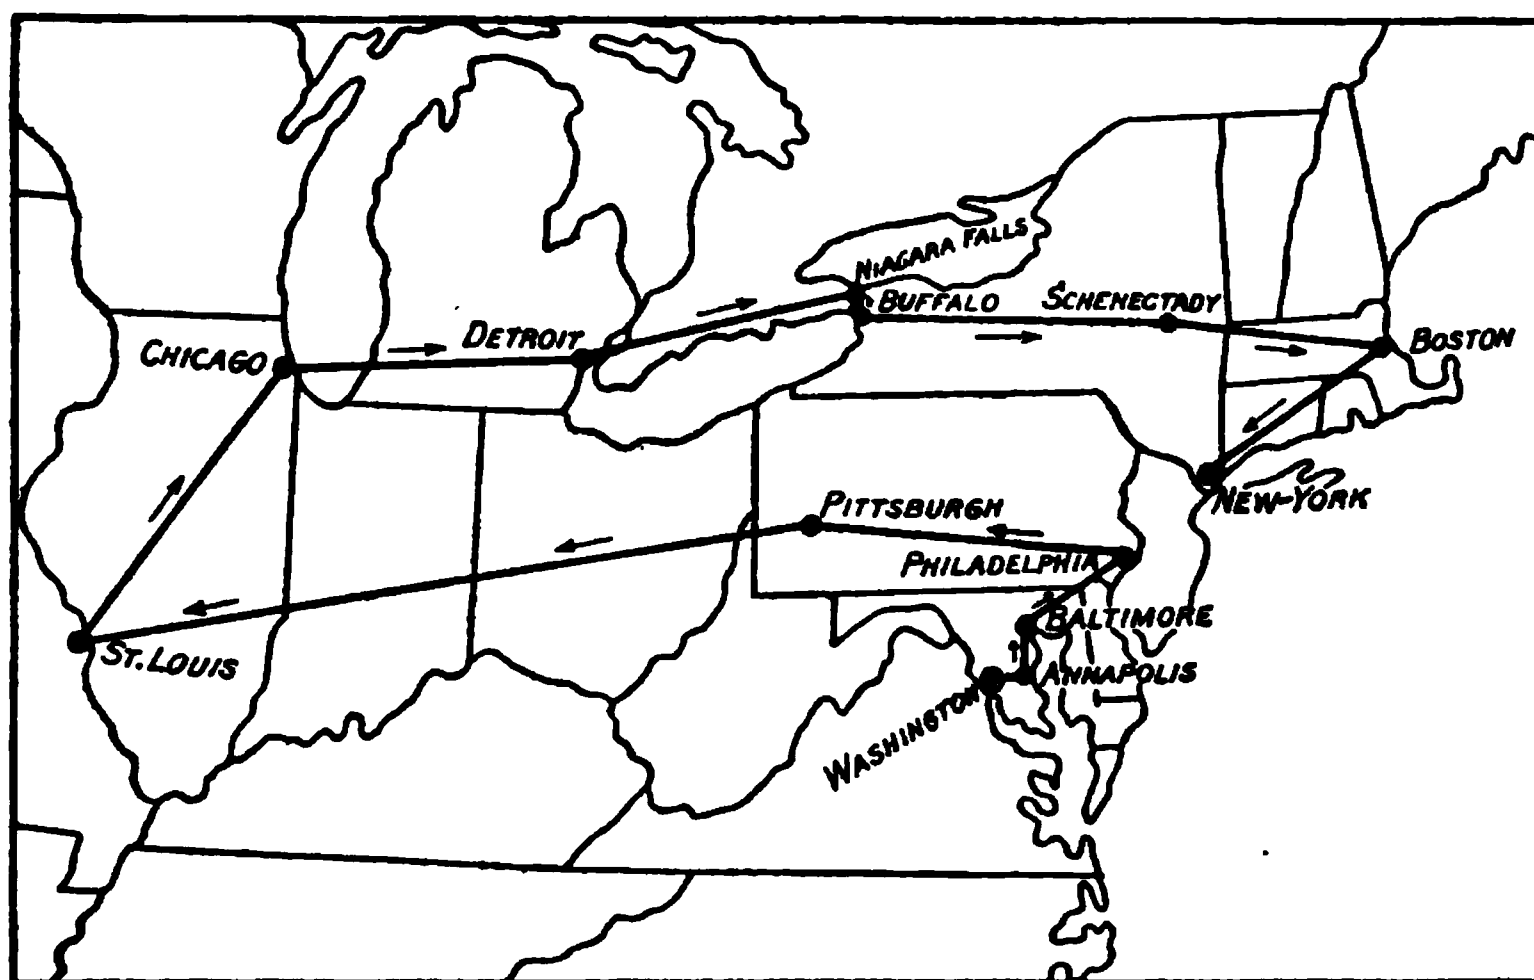 NIAGARA FALLS
BUFFALO
SCHENECTADY
DETROIT
CHICAGO
BOSTON
NEW-YORK
PITTSBURGH
PHILADELPHIA
BALTIMORE
ST. LOUIS
ANNAPOLIS
WASHINGTON